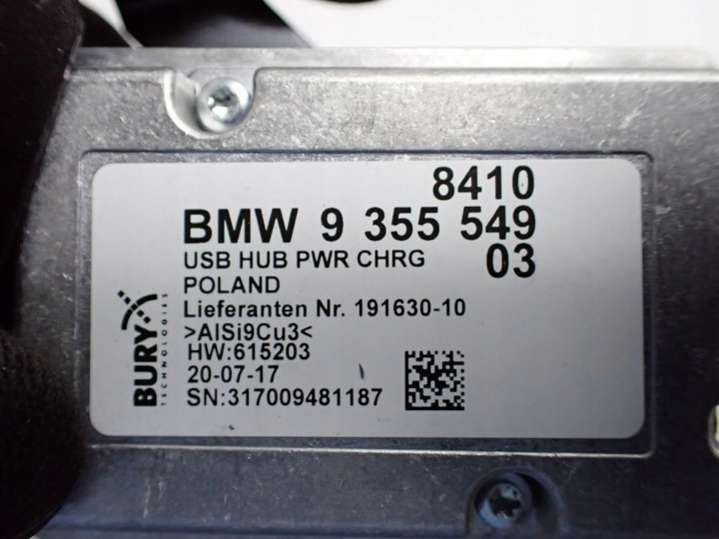 8410
BMW 9 355 549
USB HUB PWR CHRG 03
POLAND
Lieferanten Nr. 191630-10
>AlSi9Cu3<
HW:615203
20-07-17
SN:317009481187
BURY
TECHNOLOGIES